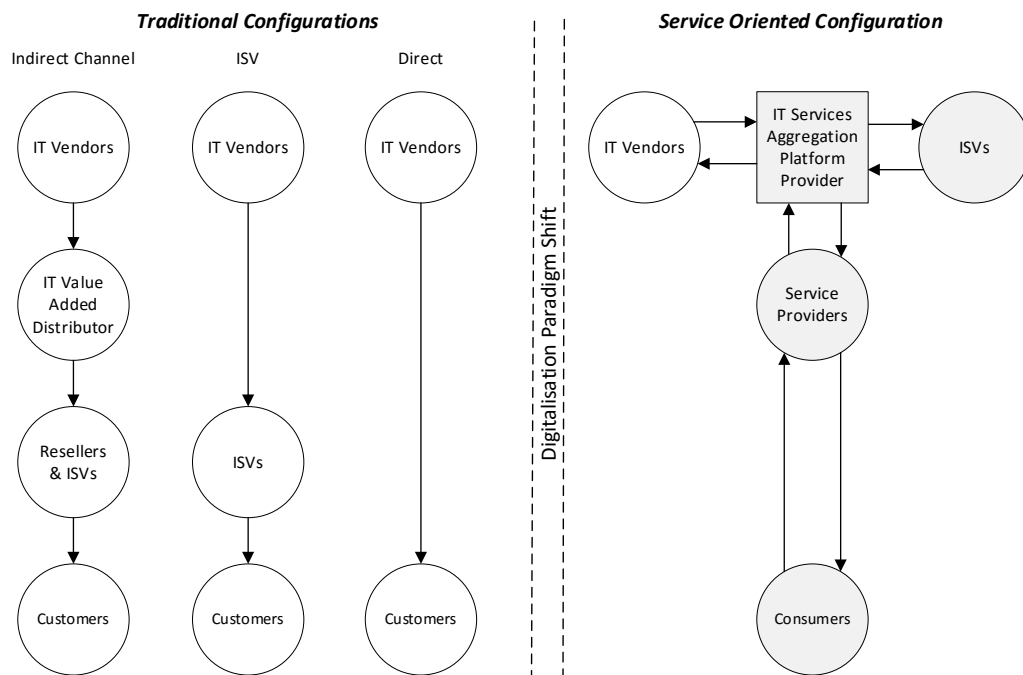 Traditional Configurations
Indirect Channel
ISV
Direct
IT Vendors
IT Value
Added
Distributor
Resellers
& ISVs
Customers
IT Vendors
ISVs
Customers
IT Vendors
Customers
Digitalisation Paradigm Shift
Service Oriented Configuration
IT Vendors
IT Services
Aggregation
Platform
Provider
ISVs
Service
Providers
Consumers